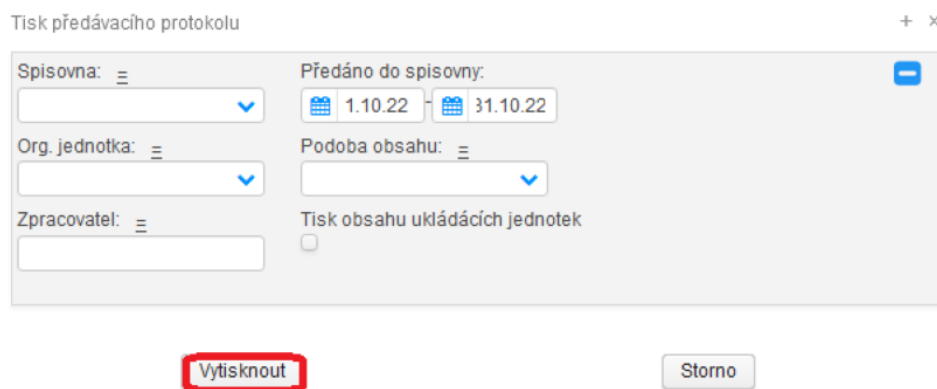 Tisk předávacího protokolu
Spisovna: = Předáno do spisovny:
1.10.22 - 31.10.22
Org. jednotka: = Podoba obsahu: =
Zpracovatel: = Tisk obsahu ukládácích jednotek
Vytisknout Storno